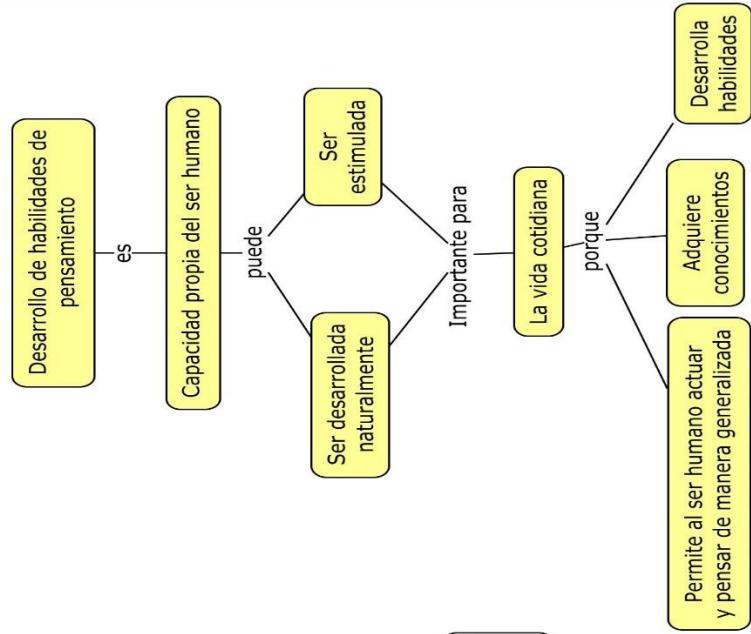 Desarrollo de habilidades de
pensamiento
es
Capacidad propia del ser humano
puede
Ser desarrollada
naturalmente
Ser
estimulada
Importante para
La vida cotidiana
porque
Permite al ser humano actuar
y pensar de manera generalizada
Adquiere
conocimientos
Desarrolla
habilidades